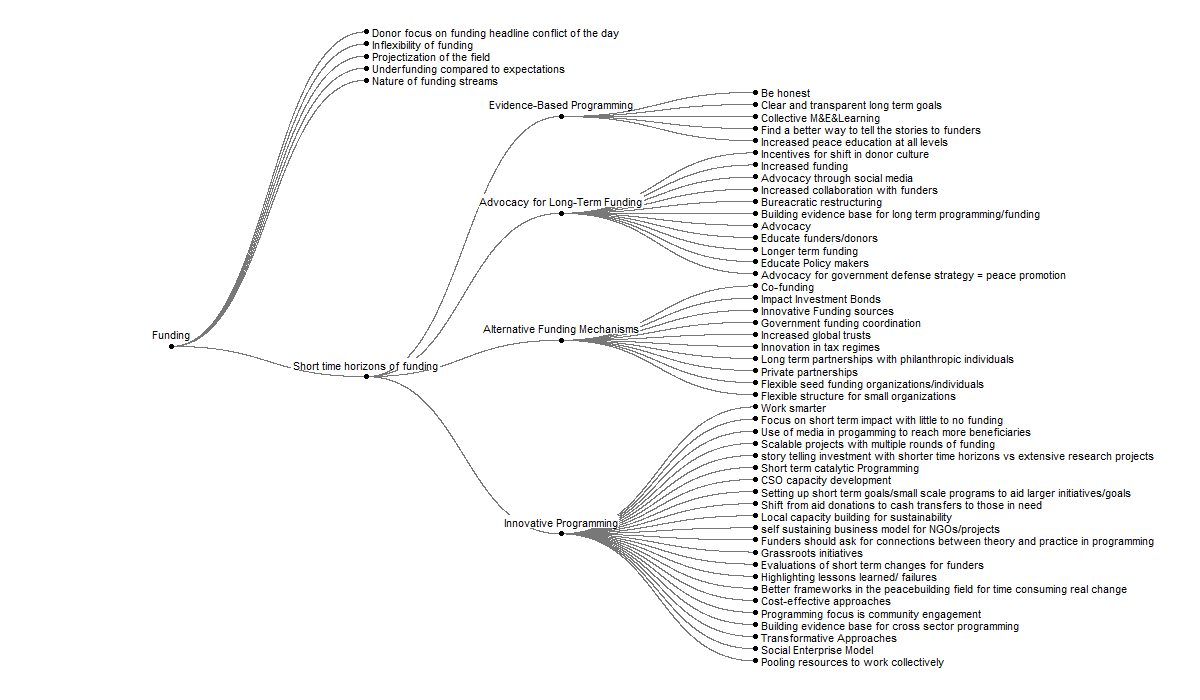 Donor focus on funding headline conflict of the day
Inflexibility of funding
Projectization of the field
Underfunding compared to expectations
Nature of funding streams
Funding
Short time horizons of funding
Evidence-Based Programming
Be honest
Clear and transparent long term goals
Collective M&E&Learning
Find a better way to tell the stories to funders
Increased peace education at all levels
Advocacy for Long-Term Funding
Incentives for shift in donor culture
Increased funding
Advocacy through social media
Increased collaboration with funders
Bureacratic restructuring
Building evidence base for long term programming/funding
Advocacy
Educate funders/donors
Longer term funding
Educate Policy makers
Advocacy for government defense strategy = peace promotion
Alternative Funding Mechanisms
Co-funding
Impact Investment Bonds
Innovative Funding sources
Government funding coordination
Increased global trusts
Innovation in tax regimes
Long term partnerships with philanthropic individuals
Private partnerships
Flexible seed funding organizations/individuals
Flexible structure for small organizations
Innovative Programming
Work smarter
Focus on short term impact with little to no funding
Use of media in progamming to reach more beneficiaries
Scalable projects with multiple rounds of funding
story telling investment with shorter time horizons vs extensive research projects
Short term catalytic Programming
CSO capacity development
Setting up short term goals/small scale programs to aid larger initiatives/goals
Shift from aid donations to cash transfers to those in need
Local capacity building for sustainability
self sustaining business model for NGOs/projects
Funders should ask for connections between theory and practice in programming
Grassroots initiatives
Evaluations of short term changes for funders
Highlighting lessons learned/ failures
Better frameworks in the peacebuilding field for time consuming real change
Cost-effective approaches
Programming focus is community engagement
Building evidence base for cross sector programming
Transformative Approaches
Social Enterprise Model
Pooling resources to work collectively